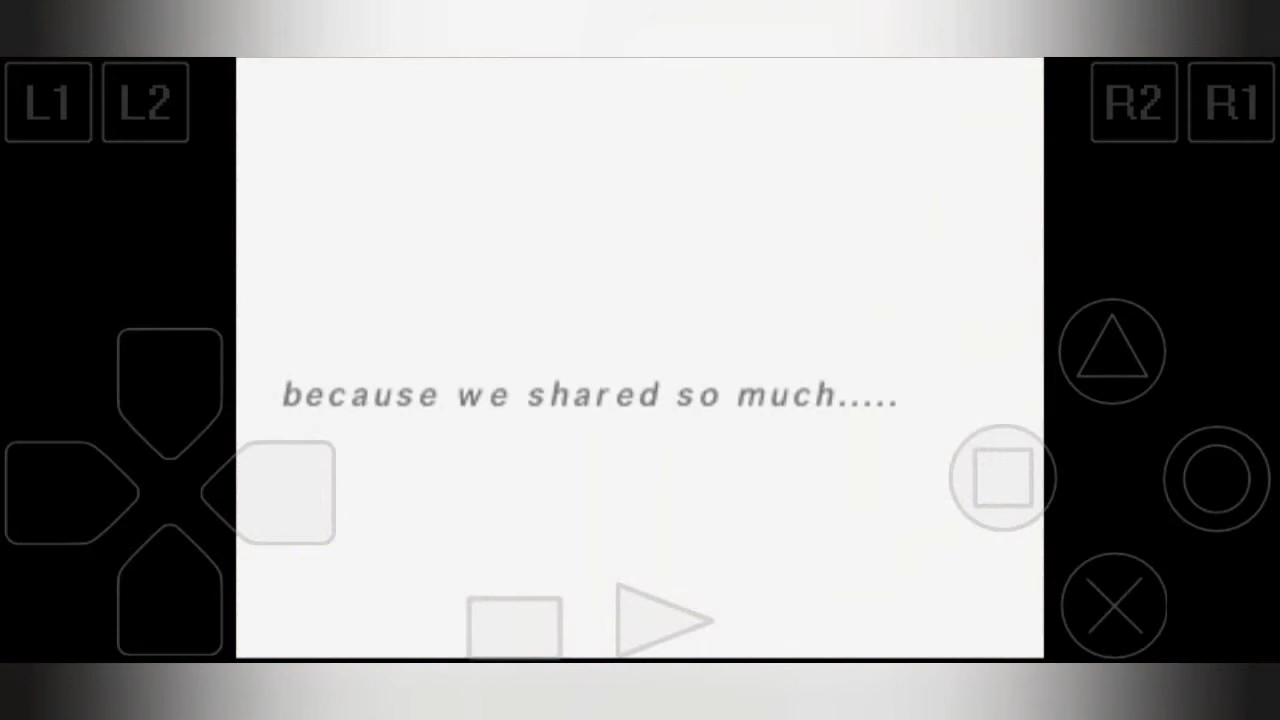 L1 L2 R2 R1
because we shared so much.....